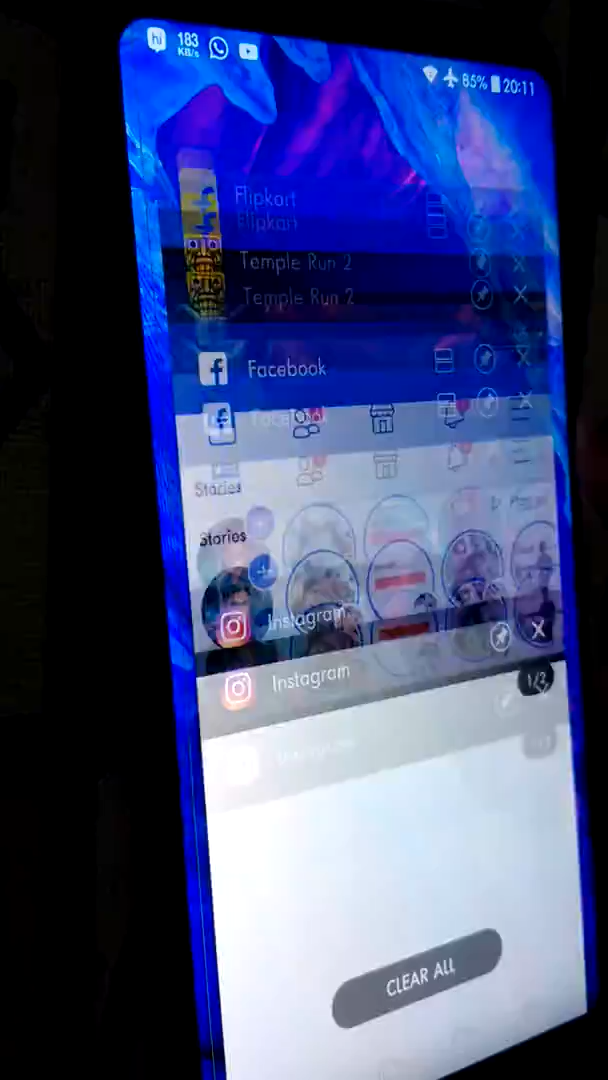 hi 183 KB/s 85% 20:11
Flipkart
Flipkart
Temple Run 2
Temple Run 2
Facebook
Facebook
Stories
Stories
Instagram
Instagram
1/2
CLEAR ALL